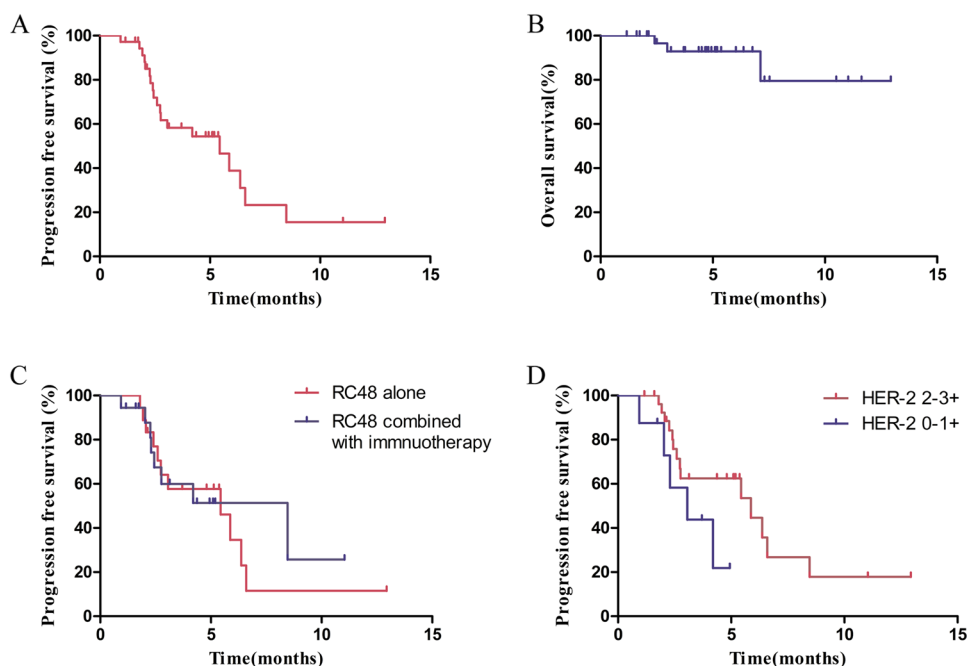 A
Progression free survival (%)
100
80
60
40
20
0
0 5 10 15
Time(months)
B
Overall survival(%)
100
80
60
40
20
0
0 5 10 15
Time(months)
C
Progression free survival (%)
100
80
60
40
20
0
0 5 10 15
Time(months)
RC48 alone
RC48 combined
with immnuotherapy
D
Progression free survival (%)
100
80
60
40
20
0
0 5 10 15
Time(months)
HER-2 2-3+
HER-2 0-1+